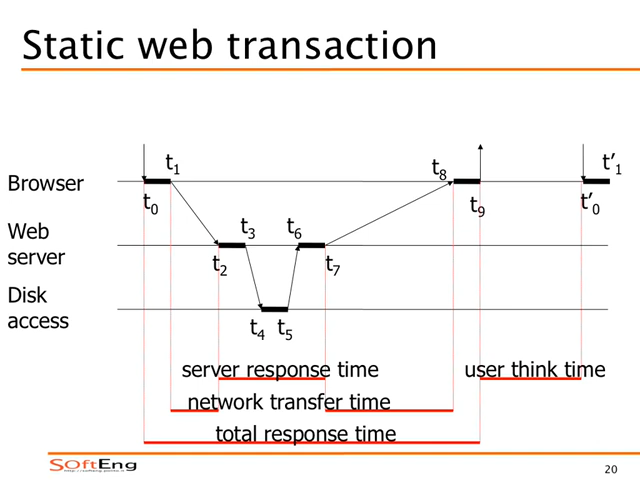 Static web transaction
Browser
Web
server
Disk
access
t1
t0
t3
t2
t6
t7
t4 t5
t8
t9
t’1
t’0
server response time
user think time
network transfer time
total response time
SOftEng
20